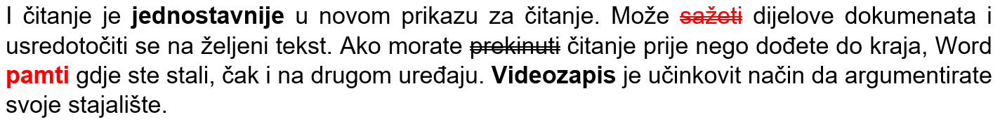 I čitanje je jednostavnije u novom prikazu za čitanje. Može sažeti dijelove dokumenata i
usredotočiti se na željeni tekst. Ako morate prekinuti čitanje prije nego dođete do kraja, Word
pamti gdje ste stali, čak i na drugom uređaju. Videozapis je učinkovit način da argumentirate
svoje stajalište.